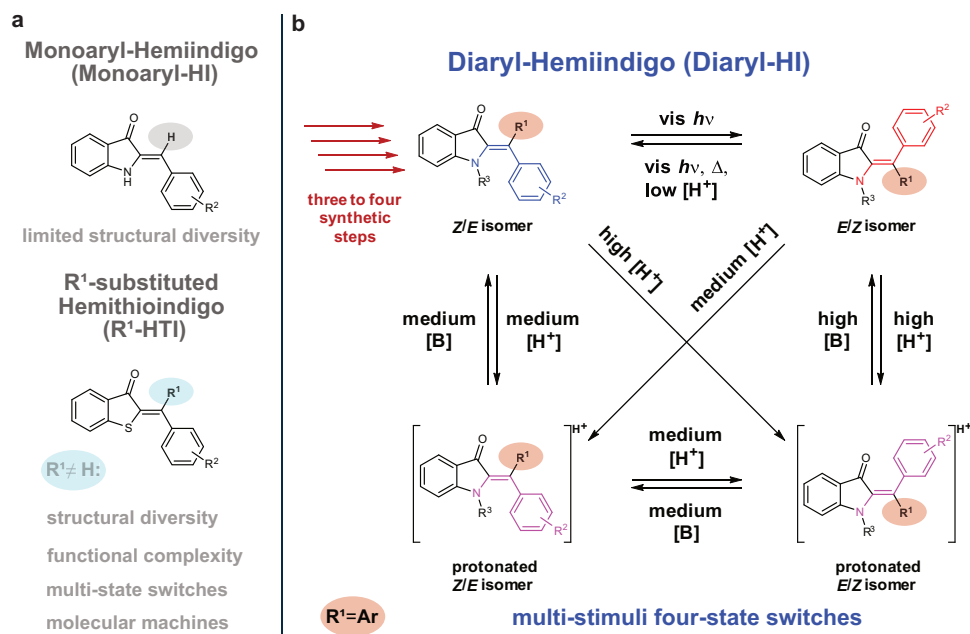 a
Monoaryl-Hemiindigo
(Monoaryl-HI)
O
H
N
H
R²
limited structural diversity
R¹-substituted
Hemithioindigo
(R¹-HTI)
O
R¹
S
R²
R¹≠ H:
structural diversity
functional complexity
multi-state switches
molecular machines
b
Diaryl-Hemiindigo (Diaryl-HI)
three to four
synthetic
steps
O
R¹
N
R³
R²
Z/E isomer
vis hν
vis hν, Δ,
low [H⁺]
R²
O
N
R¹
R³
E/Z isomer
high [H⁺]
medium [H⁺]
medium
[B]
medium
[H⁺]
high
[B]
high
[H⁺]
H⁺
O
R¹
N
R³
R²
protonated
Z/E isomer
medium
[H⁺]
medium
[B]
H⁺
R²
O
N
R¹
R³
protonated
E/Z isomer
R¹=Ar
multi-stimuli four-state switches